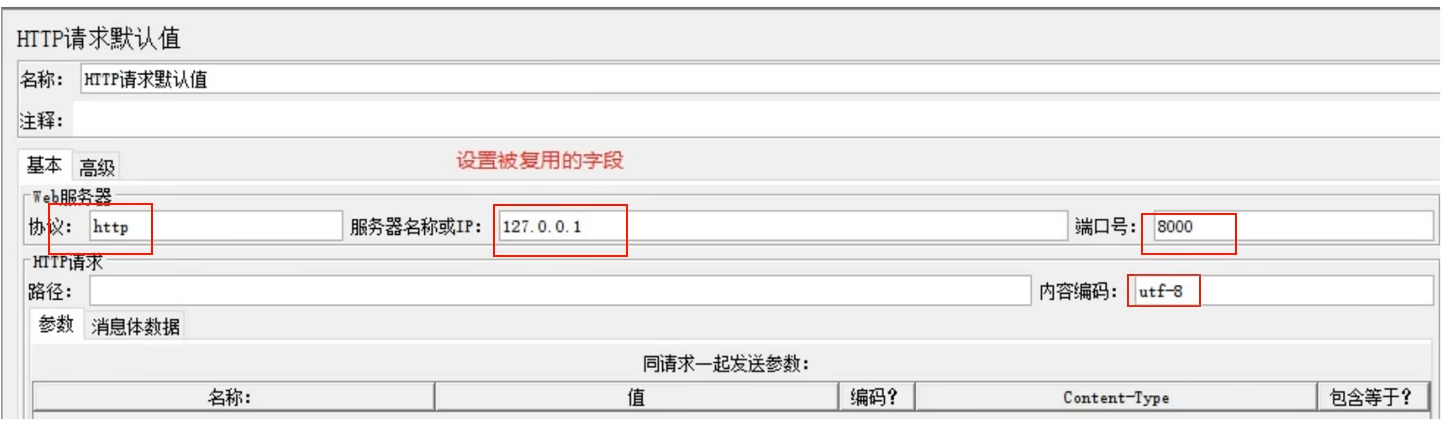 HTTP请求默认值
名称: HTTP请求默认值
注释:
基本 高级 设置被复用的字段
Web服务器
协议: http 服务器名称或IP: 127.0.0.1 端口号: 8000
HTTP请求
路径: 内容编码: utf-8
参数 消息体数据
同请求一起发送参数:
名称: 值 编码? Content-Type 包含等于?